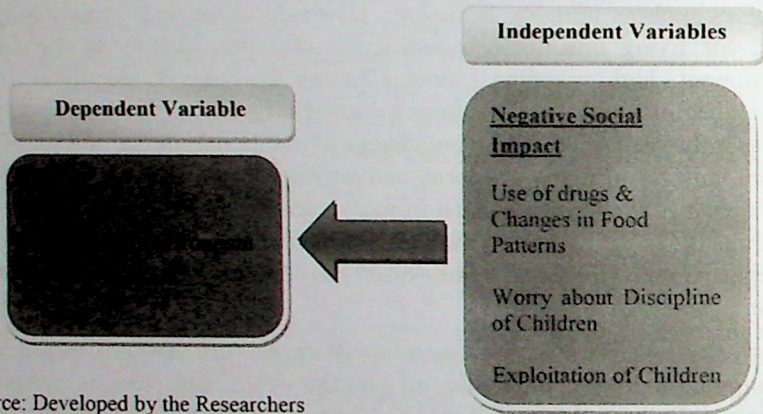 Independent Variables
Dependent Variable
Negative Social
Impact
Use of drugs &
Changes in Food
Patterns
Worry about Discipline
of Children
Exploitation of Children
rce: Developed by the Researchers